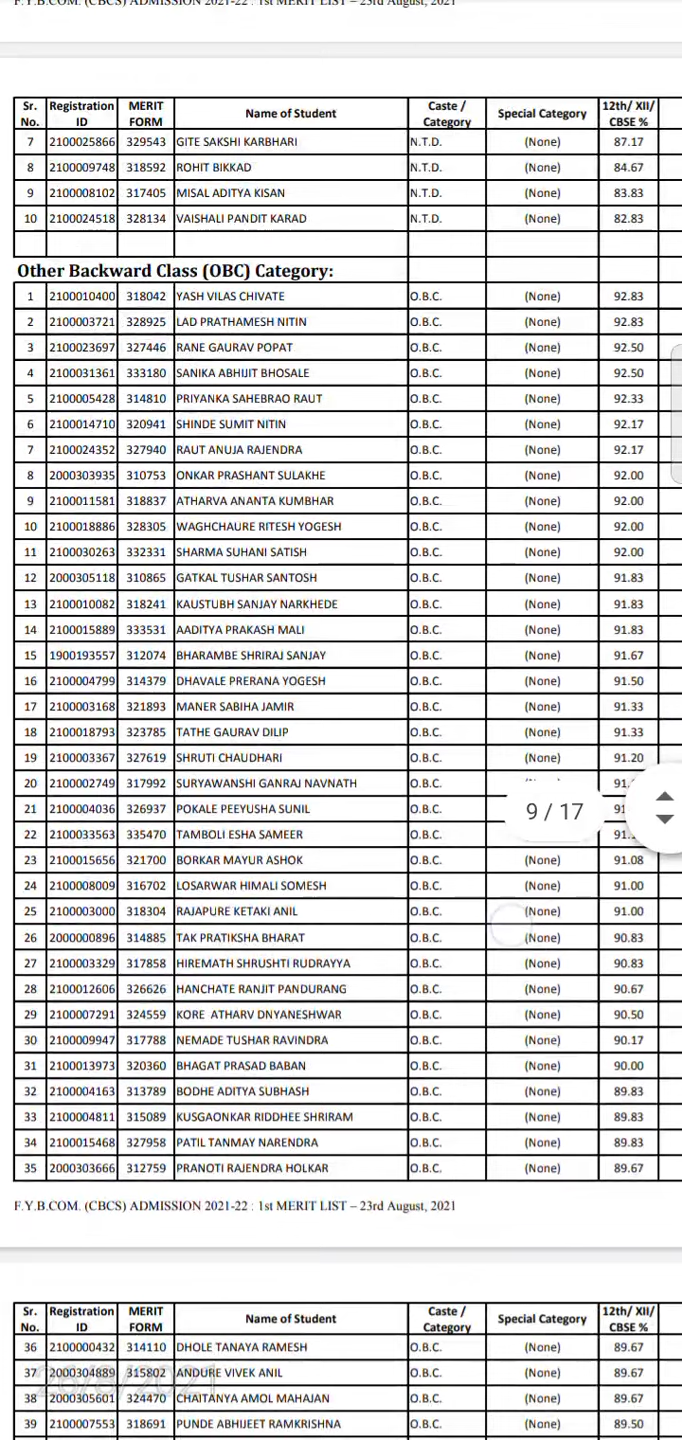 F.Y.B.COM. (CBCS) ADMISSION 2021-22 : 1st MERIT LIST – 23rd August, 2021
Sr. No. Registration ID MERIT FORM Name of Student Caste / Category Special Category 12th/ XII/ CBSE %
7 2100025866 329543 GITE SAKSHI KARBHARI N.T.D. (None) 87.17
8 2100009748 318592 ROHIT BIKKAD N.T.D. (None) 84.67
9 2100008102 317405 MISAL ADITYA KISAN N.T.D. (None) 83.83
10 2100024518 328134 VAISHALI PANDIT KARAD N.T.D. (None) 82.83
Other Backward Class (OBC) Category:
1 2100010400 318042 YASH VILAS CHIVATE O.B.C. (None) 92.83
2 2100003721 328925 LAD PRATHAMESH NITIN O.B.C. (None) 92.83
3 2100023697 327446 RANE GAURAV POPAT O.B.C. (None) 92.50
4 2100031361 333180 SANIKA ABHIJIT BHOSALE O.B.C. (None) 92.50
5 2100005428 314810 PRIYANKA SAHEBRAO RAUT O.B.C. (None) 92.33
6 2100014710 320941 SHINDE SUMIT NITIN O.B.C. (None) 92.17
7 2100024352 327940 RAUT ANUJA RAJENDRA O.B.C. (None) 92.17
8 2000303935 310753 ONKAR PRASHANT SULAKHE O.B.C. (None) 92.00
9 2100011581 318837 ATHARVA ANANTA KUMBHAR O.B.C. (None) 92.00
10 2100018886 328305 WAGHCHAURE RITESH YOGESH O.B.C. (None) 92.00
11 2100030263 332331 SHARMA SUHANI SATISH O.B.C. (None) 92.00
12 2000305118 310865 GATKAL TUSHAR SANTOSH O.B.C. (None) 91.83
13 2100010082 318241 KAUSTUBH SANJAY NARKHEDE O.B.C. (None) 91.83
14 2100015889 333531 AADITYA PRAKASH MALI O.B.C. (None) 91.83
15 1900193557 312074 BHARAMBE SHRIRAJ SANJAY O.B.C. (None) 91.67
16 2100004799 314379 DHAVALE PRERANA YOGESH O.B.C. (None) 91.50
17 2100003168 321893 MANER SABIHA JAMIR O.B.C. (None) 91.33
18 2100018793 323785 TATHE GAURAV DILIP O.B.C. (None) 91.33
19 2100003367 327619 SHRUTI CHAUDHARI O.B.C. (None) 91.20
20 2100002749 317992 SURYAWANSHI GANRAJ NAVNATH O.B.C.
21 2100004036 326937 POKALE PEEYUSHA SUNIL O.B.C. 9 / 17
22 2100033563 335470 TAMBOLI ESHA SAMEER O.B.C.
23 2100015656 321700 BORKAR MAYUR ASHOK O.B.C. (None) 91.08
24 2100008009 316702 LOSARWAR HIMALI SOMESH O.B.C. (None) 91.00
25 2100003000 318304 RAJAPURE KETAKI ANIL O.B.C. (None) 91.00
26 2000000896 314885 TAK PRATIKSHA BHARAT O.B.C. (None) 90.83
27 2100003329 317858 HIREMATH SHRUSHTI RUDRAYYA O.B.C. (None) 90.83
28 2100012606 326626 HANCHATE RANJIT PANDURANG O.B.C. (None) 90.67
29 2100007291 324559 KORE ATHARV DNYANESHWAR O.B.C. (None) 90.50
30 2100009947 317788 NEMADE TUSHAR RAVINDRA O.B.C. (None) 90.17
31 2100013973 320360 BHAGAT PRASAD BABAN O.B.C. (None) 90.00
32 2100004163 313789 BODHE ADITYA SUBHASH O.B.C. (None) 89.83
33 2100004811 315089 KUSGAONKAR RIDDHEE SHRIRAM O.B.C. (None) 89.83
34 2100015468 327958 PATIL TANMAY NARENDRA O.B.C. (None) 89.83
35 2000303666 312759 PRANOTI RAJENDRA HOLKAR O.B.C. (None) 89.67
F.Y.B.COM. (CBCS) ADMISSION 2021-22 : 1st MERIT LIST – 23rd August, 2021
Sr. No. Registration ID MERIT FORM Name of Student Caste / Category Special Category 12th/ XII/ CBSE %
36 2100000432 314110 DHOLE TANAYA RAMESH O.B.C. (None) 89.67
37 2000304889 315802 ANDURE VIVEK ANIL O.B.C. (None) 89.67
26/8/2021
38 2000305601 324470 CHAITANYA AMOL MAHAJAN O.B.C. (None) 89.67
39 2100007553 318691 PUNDE ABHIJEET RAMKRISHNA O.B.C. (None) 89.50